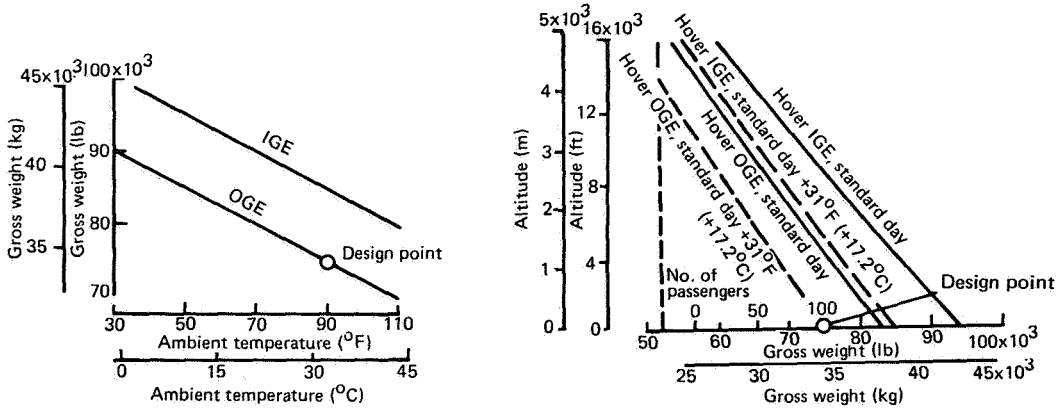 45x10³ 100x10³
90
40
80
35
70
Gross weight (kg)
Gross weight (lb)
IGE
OGE
Design point
30 50 70 90 110
Ambient temperature (°F)
0 15 30 45
Ambient temperature (°C)
5x10³ 16x10³
4
12
3
8
2
4
1
0 0
Altitude (m)
Altitude (ft)
Hover OGE, standard day +31°F
(+17.2°C)
Hover OGE, standard day
Hover IGE, standard day +31°F
(+17.2°C)
Hover IGE, standard day
No. of
passengers
0 50 100
Design point
50 60 70 80 90 100x10³
Gross weight (lb)
25 30 35 40 45x10³
Gross weight (kg)